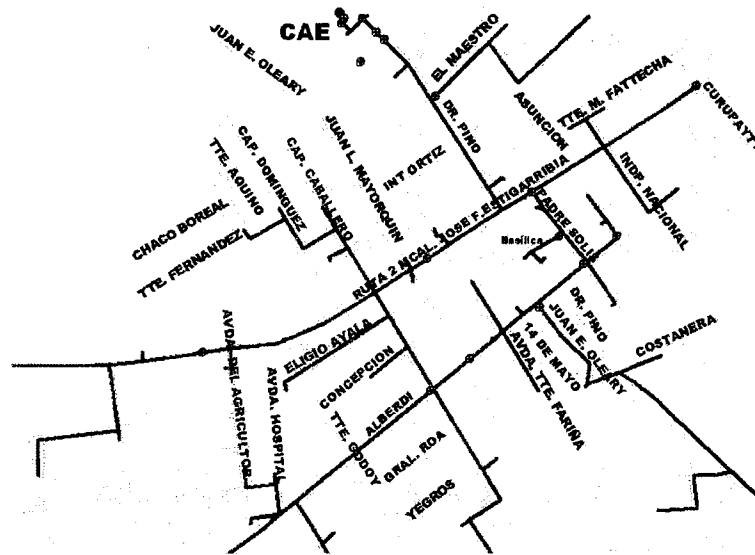 CAE
JUAN E. OLEARY
EL MAESTRO
DR. PINO
ASUNCION
TTE. M. FATTECHA
CURUPAYTY
INDP. NACIONAL
CAP. DOMINGUEZ
TTE. AQUINO
CAP. CABALLERO
JUAN L. MAYORQUIN
INT ORTIZ
CHACO BOREAL
TTE. FERNANDEZ
RUTA 2 MCAL. JOSE F. ESTIGARRIBIA
PADRE SOLI
Basílica
AVDA. DEL AGRICULTOR
AVDA. HOSPITAL
ELIGIO AYALA
CONCEPCION
TTE. GODOY
ALBERDI
GRAL. ROA
YEGROS
DR. PINO
JUAN E. OLEARY
14 DE MAYO
AVDA. TTE. FARIÑA
COSTANERA